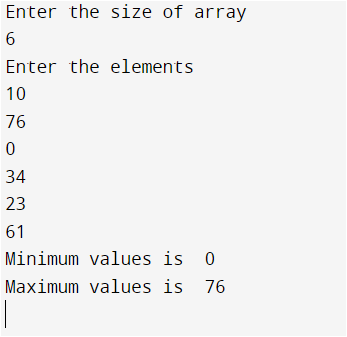 Enter the size of array
6
Enter the elements
10
76
0
34
23
61
Minimum values is  0
Maximum values is  76